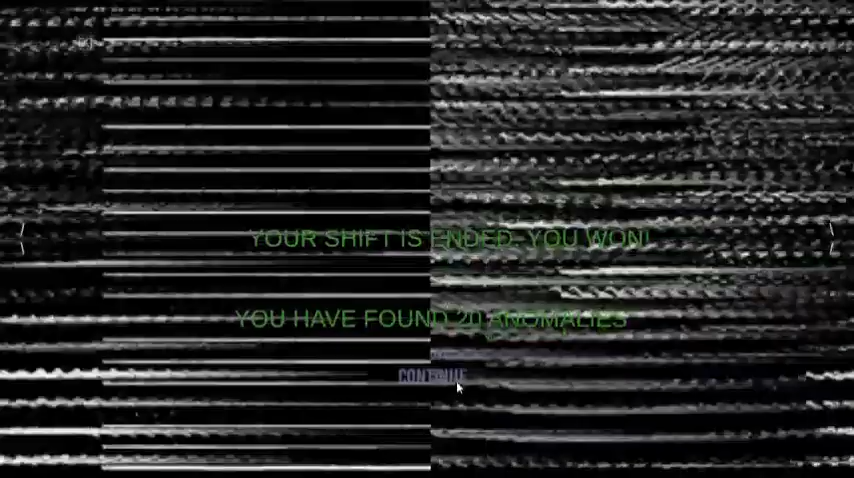 YOUR SHIFT IS ENDED. YOU WON!
YOU HAVE FOUND 20 ANOMALIES
CONTINUE